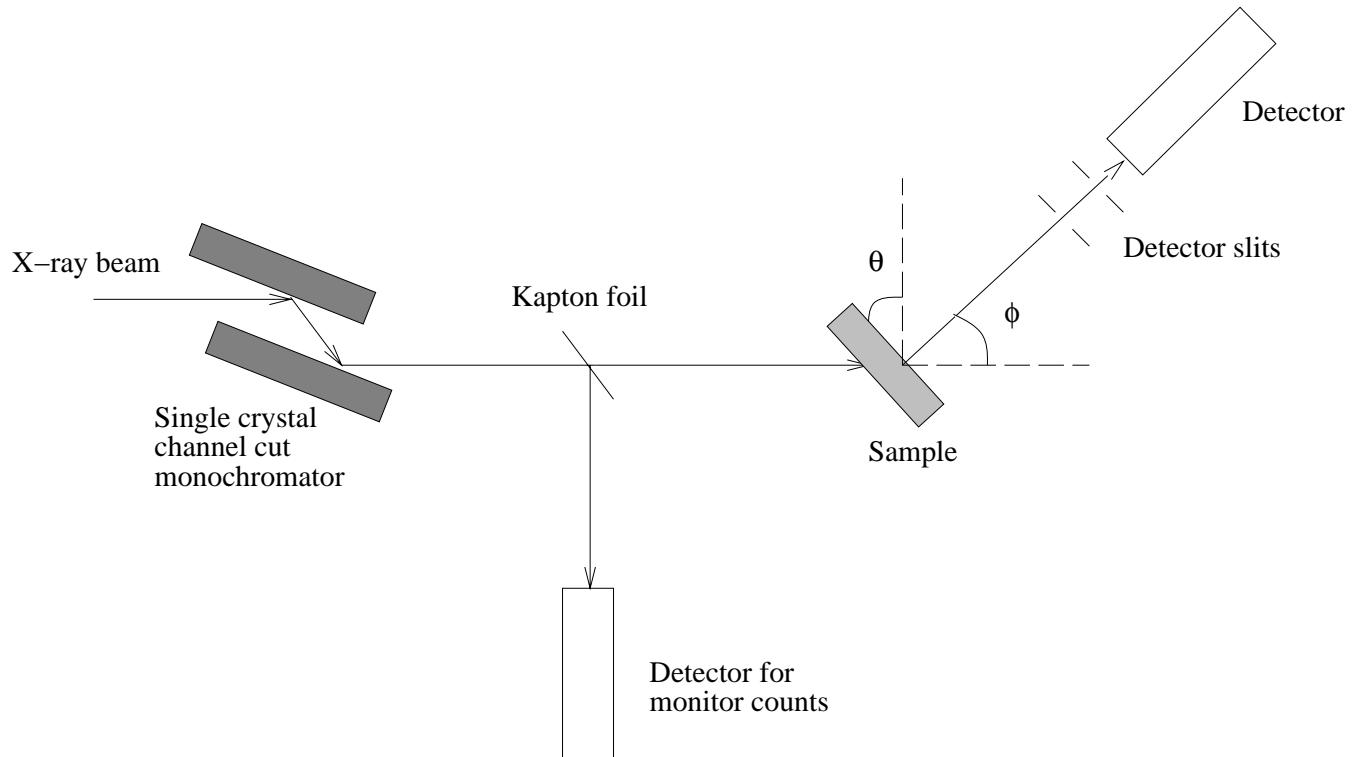 Detector
X−ray beam
Detector slits
θ
Kapton foil
ϕ
Single crystal
channel cut
monochromator
Sample
Detector for
monitor counts